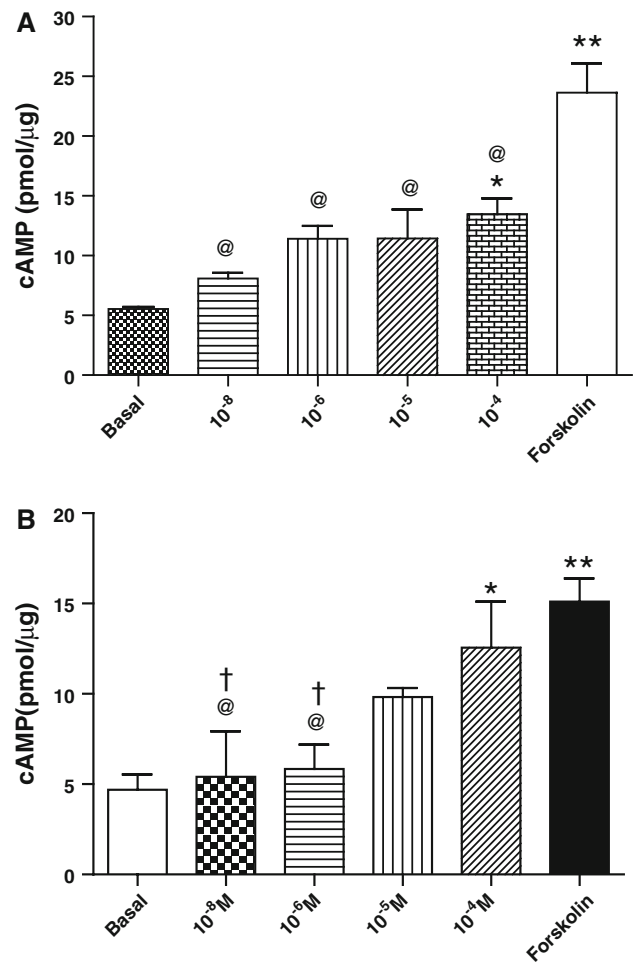 A
cAMP (pmol/μg)
30
25
20
15
10
5
0
@
@
@
@
*
**
Basal
10⁻⁸
10⁻⁶
10⁻⁵
10⁻⁴
Forskolin
B
cAMP(pmol/μg)
20
15
10
5
0
†
@
†
@
*
**
Basal
10⁻⁸M
10⁻⁶M
10⁻⁵M
10⁻⁴M
Forskolin